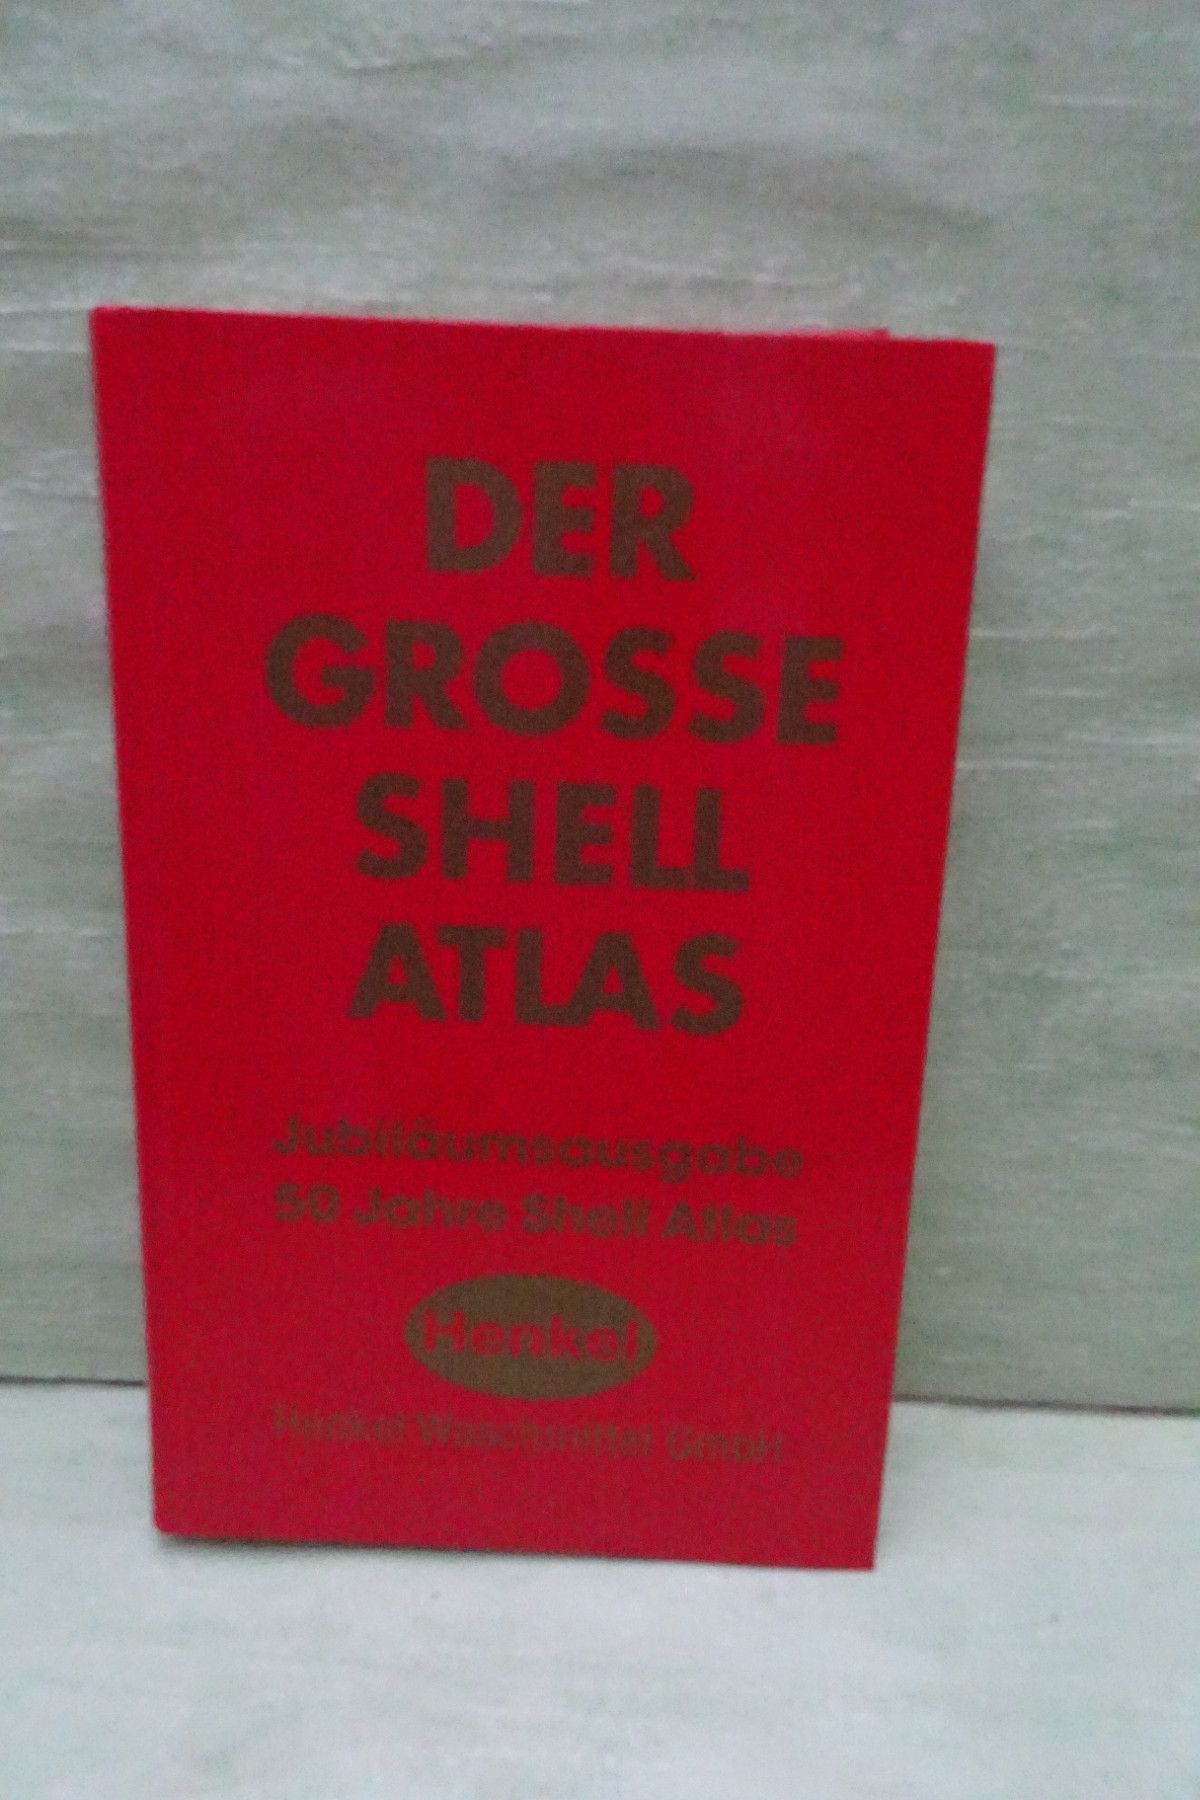 DER
GROSSE
SHELL
ATLAS
Jubiläumsausgabe
50 Jahre Shell Atlas
Henkel
Henkel Waschmittel GmbH